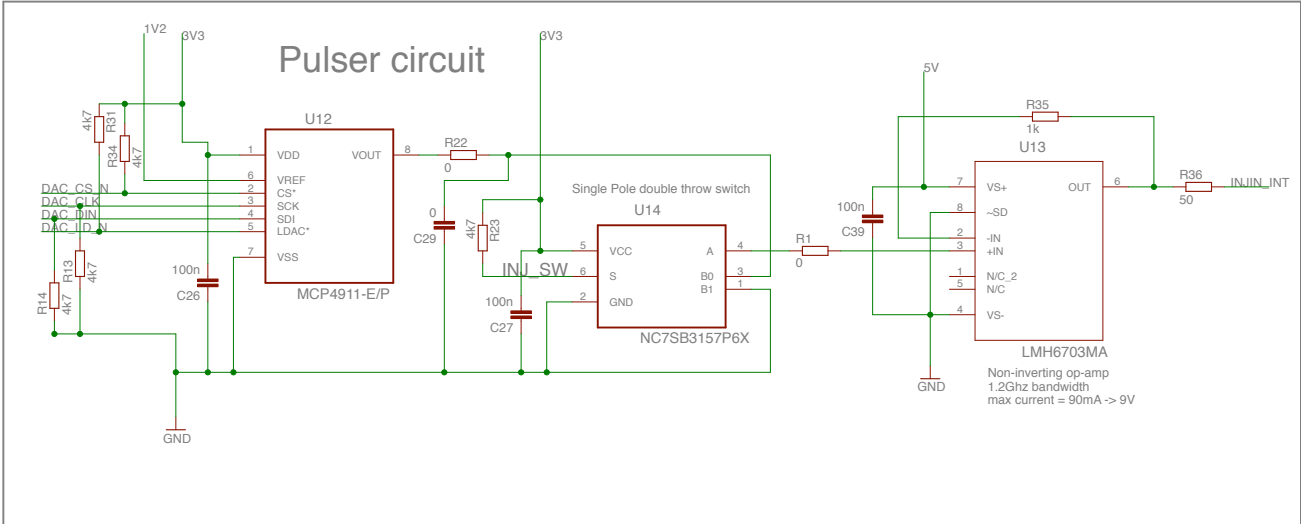 1V2
3V3
3V3
Pulser circuit
5V
4k7
R31
R34
4k7
U12
R22
0
R35
1k
U13
1 VDD VOUT 8
6 VREF
2 CS*
3 SCK
4 SDI
5 LDAC*
7 VSS
MCP4911-E/P
DAC_CS_N
DAC_CLK
DAC_DIN
DAC_LD_N
R13
4k7
R14
4k7
100n
C26
0
C29
4k7
R23
INJ_SW
100n
C27
Single Pole double throw switch
U14
5 VCC A 4
6 S B0 3
2 GND B1 1
NC7SB3157P6X
R1
0
100n
C39
7 VS+ OUT 6
8 ~SD
2 -IN
3 +IN
1 N/C_2
5 N/C
4 VS-
LMH6703MA
R36
50
INJIN_INT
Non-inverting op-amp
1.2Ghz bandwidth
max current = 90mA -> 9V
GND
GND